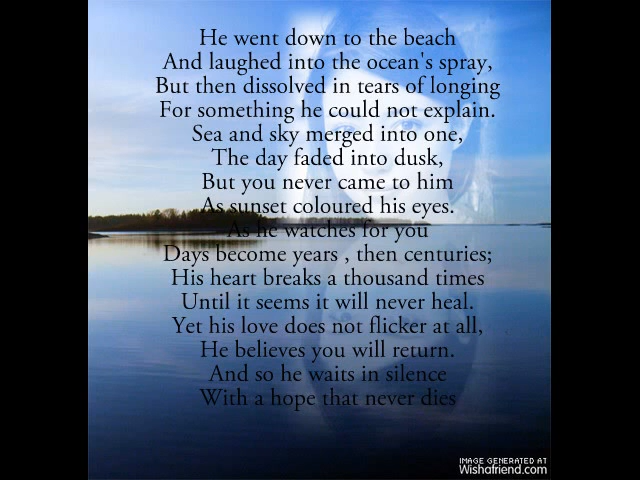 He went down to the beach
And laughed into the ocean's spray,
But then dissolved in tears of longing
For something he could not explain.
Sea and sky merged into one,
The day faded into dusk,
But you never came to him
As sunset coloured his eyes.
As he watches for you
Days become years , then centuries;
His heart breaks a thousand times
Until it seems it will never heal.
Yet his love does not flicker at all,
He believes you will return.
And so he waits in silence
With a hope that never dies
IMAGE GENERATED AT
Wishafriend.com